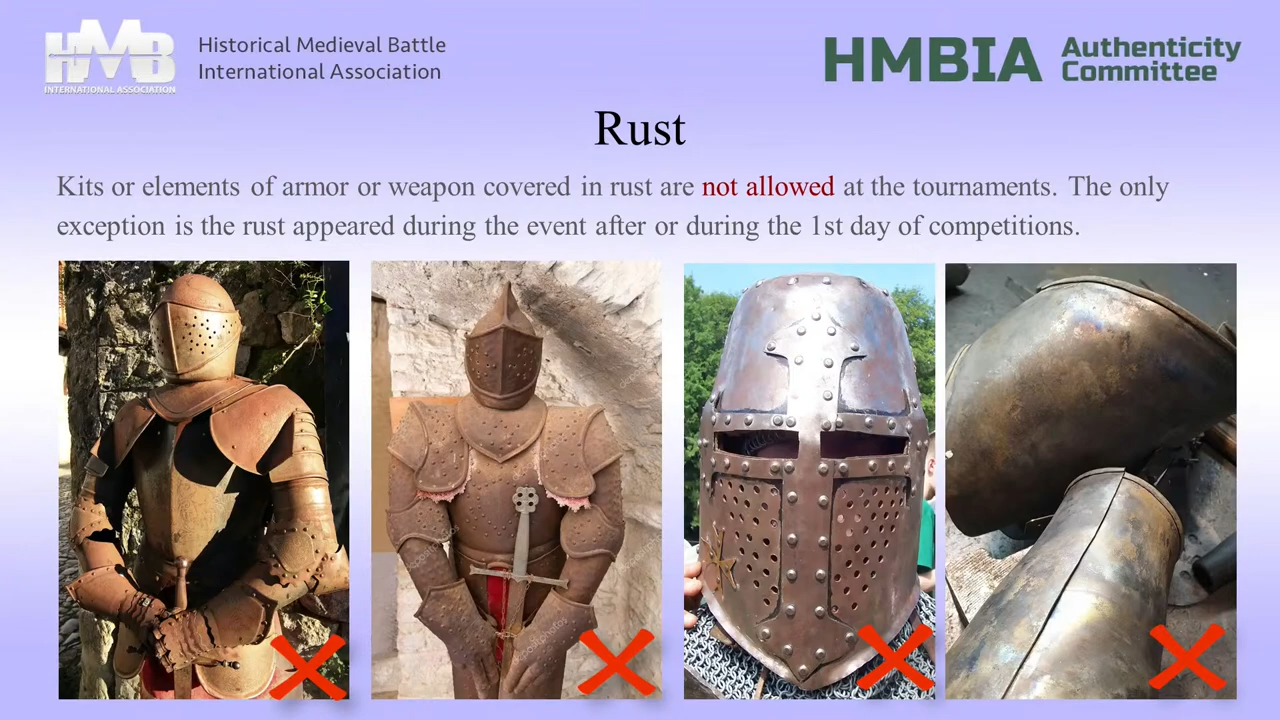 HMB
INTERNATIONAL ASSOCIATION
Historical Medieval Battle
International Association
HMBIA
Authenticity
Committee
Rust
Kits or elements of armor or weapon covered in rust are not allowed at the tournaments. The only
exception is the rust appeared during the event after or during the 1st day of competitions.